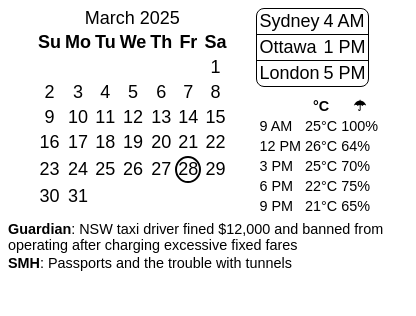 March 2025
Su Mo Tu We Th Fr Sa
1
2 3 4 5 6 7 8
9 10 11 12 13 14 15
16 17 18 19 20 21 22
23 24 25 26 27 28 29
30 31
Sydney 4 AM
Ottawa 1 PM
London 5 PM
°C ☂
9 AM 25°C 100%
12 PM 26°C 64%
3 PM 25°C 70%
6 PM 22°C 75%
9 PM 21°C 65%
Guardian: NSW taxi driver fined $12,000 and banned from
operating after charging excessive fixed fares
SMH: Passports and the trouble with tunnels